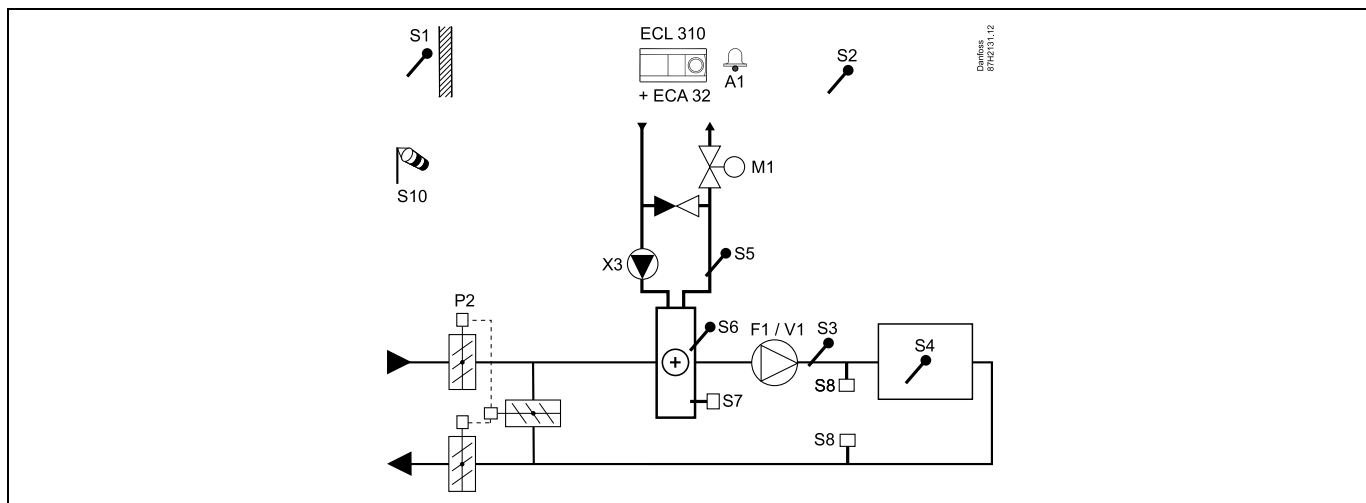 S1
ECL 310
A1
+ ECA 32
S2
Danfoss
87H2131.12
S10
M1
X3
S5
P2
S6
F1 / V1
S3
S4
S8
S7
S8